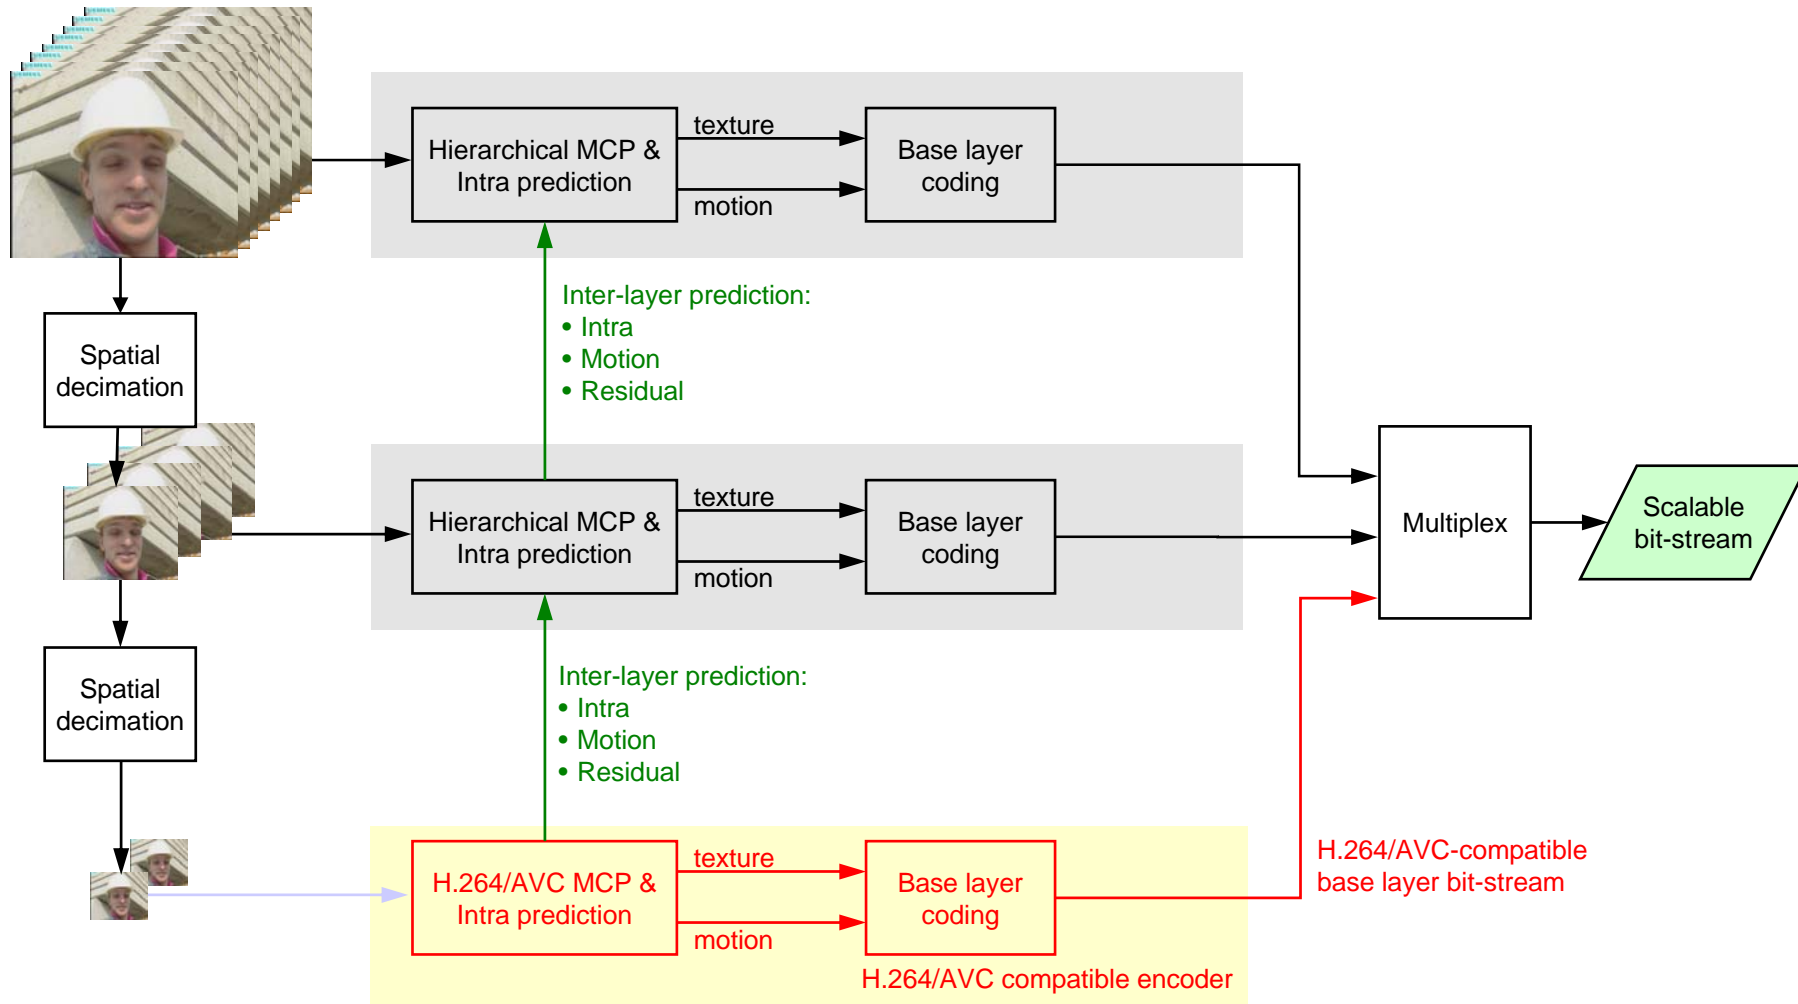 texture
Hierarchical MCP &
Intra prediction
Base layer
coding
motion
Inter-layer prediction:
• Intra
• Motion
• Residual
Spatial
decimation
texture
Hierarchical MCP &
Intra prediction
Base layer
coding
motion
Multiplex
Scalable
bit-stream
Inter-layer prediction:
• Intra
• Motion
• Residual
Spatial
decimation
texture
H.264/AVC MCP &
Intra prediction
Base layer
coding
motion
H.264/AVC-compatible
base layer bit-stream
H.264/AVC compatible encoder